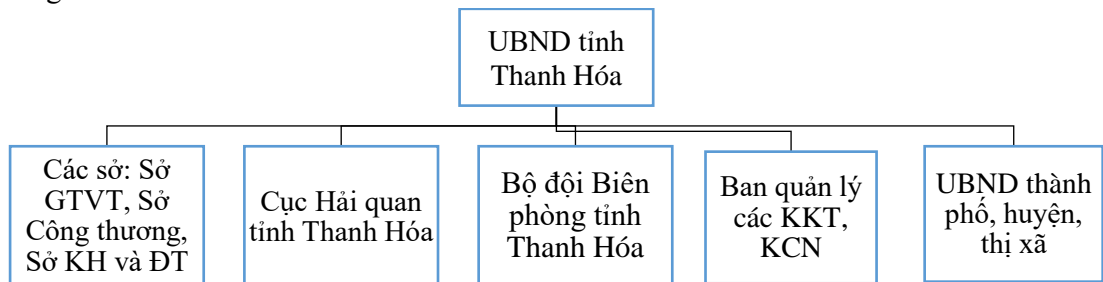 UBND tỉnh
Thanh Hóa
Các sở: Sở
GTVT, Sở
Công thương,
Sở KH và ĐT
Cục Hải quan
tỉnh Thanh Hóa
Bộ đội Biên
phòng tỉnh
Thanh Hóa
Ban quản lý
các KKT,
KCN
UBND thành
phố, huyện,
thị xã